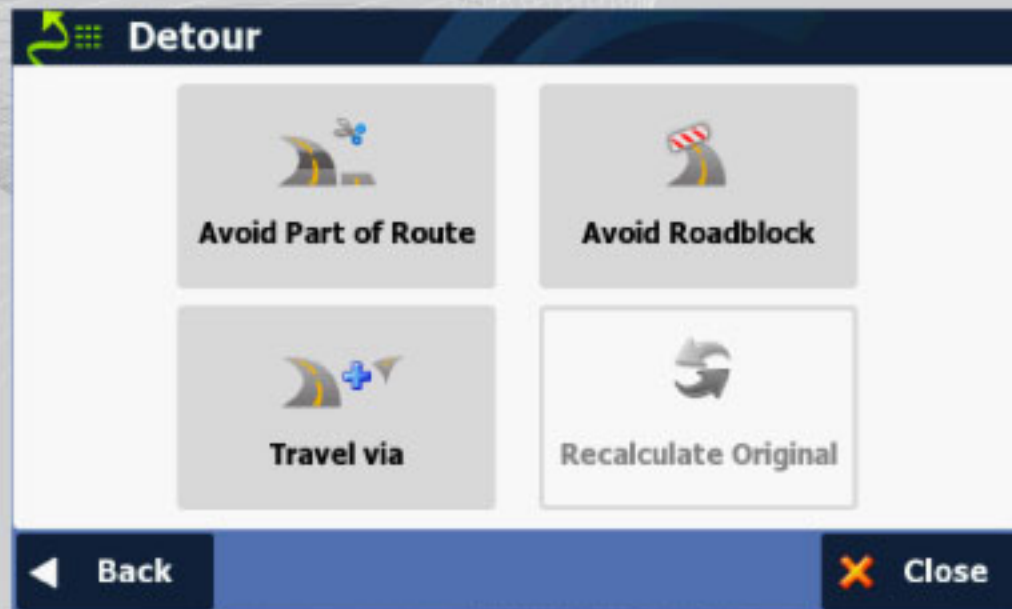 Detour
Avoid Part of Route
Avoid Roadblock
Travel via
Recalculate Original
Back
Close